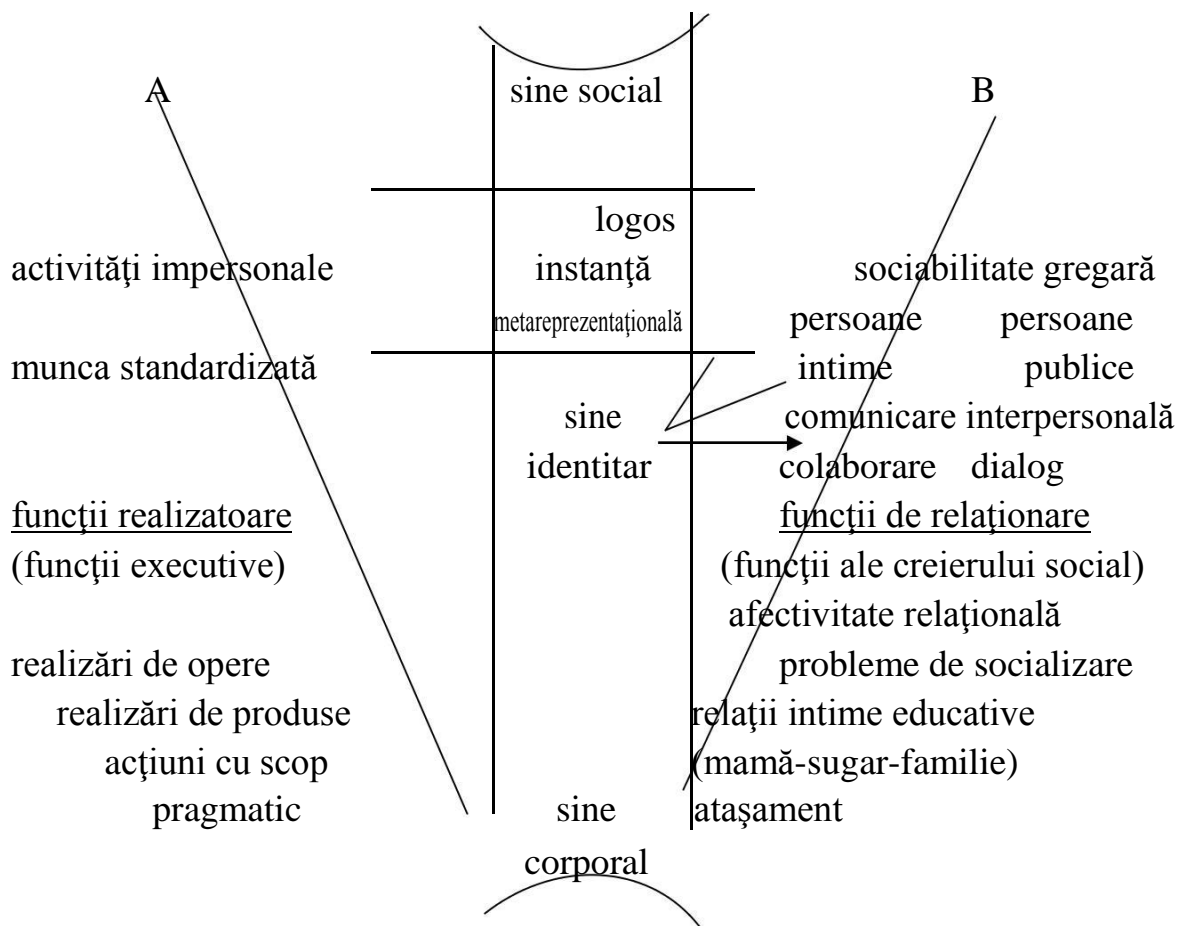 A sine social B
logos
activităţi impersonale instanţă sociabilitate gregară
metareprezentaţională persoane persoane
munca standardizată intime publice
sine comunicare interpersonală
identitar colaborare dialog
funcţii realizatoare funcţii de relaţionare
(funcţii executive) (funcţii ale creierului social)
afectivitate relaţională
realizări de opere probleme de socializare
realizări de produse relaţii intime educative
acţiuni cu scop (mamă-sugar-familie)
pragmatic sine ataşament
corporal